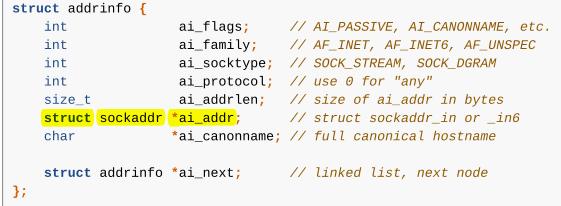 struct addrinfo {
    int              ai_flags;     // AI_PASSIVE, AI_CANONNAME, etc.
    int              ai_family;    // AF_INET, AF_INET6, AF_UNSPEC
    int              ai_socktype;  // SOCK_STREAM, SOCK_DGRAM
    int              ai_protocol;  // use 0 for "any"
    size_t           ai_addrlen;   // size of ai_addr in bytes
    struct sockaddr *ai_addr;      // struct sockaddr_in or _in6
    char            *ai_canonname; // full canonical hostname
    struct addrinfo *ai_next;      // linked list, next node
};